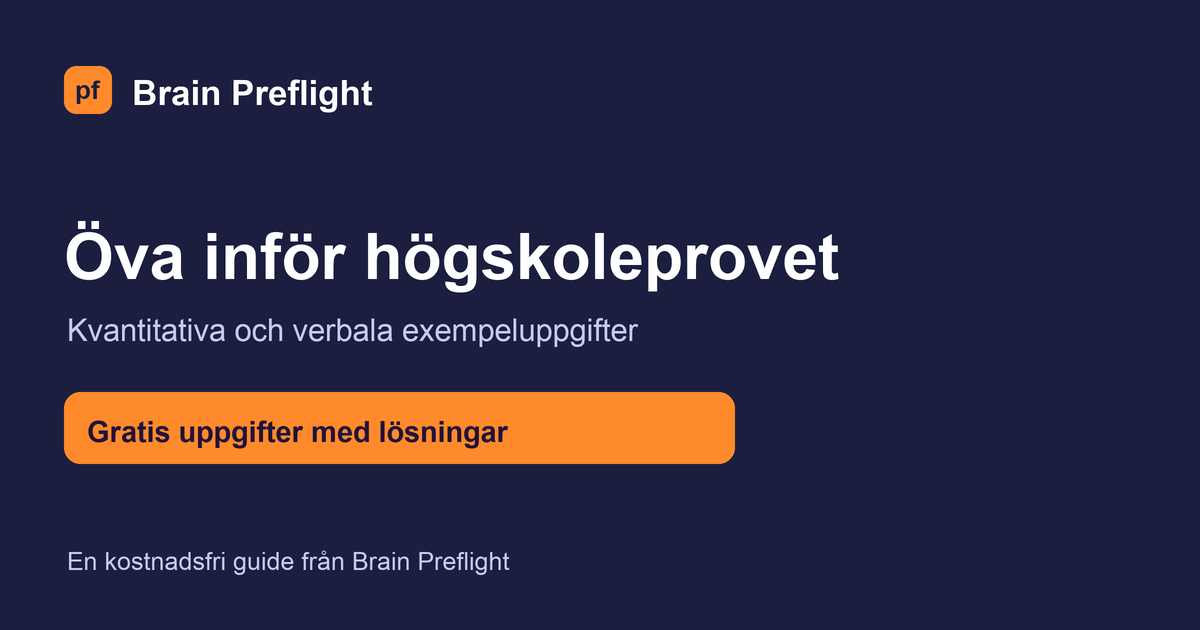 pf
Brain Preflight
Öva inför högskoleprovet
Kvantitativa och verbala exempeluppgifter
Gratis uppgifter med lösningar
En kostnadsfri guide från Brain Preflight